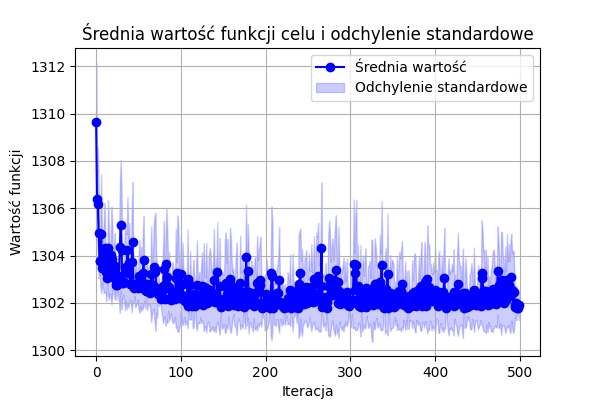 Średnia wartość funkcji celu i odchylenie standardowe
Średnia wartość
Odchylenie standardowe
Wartość funkcji
1312
1310
1308
1306
1304
1302
1300
0
100
200
300
400
500
Iteracja